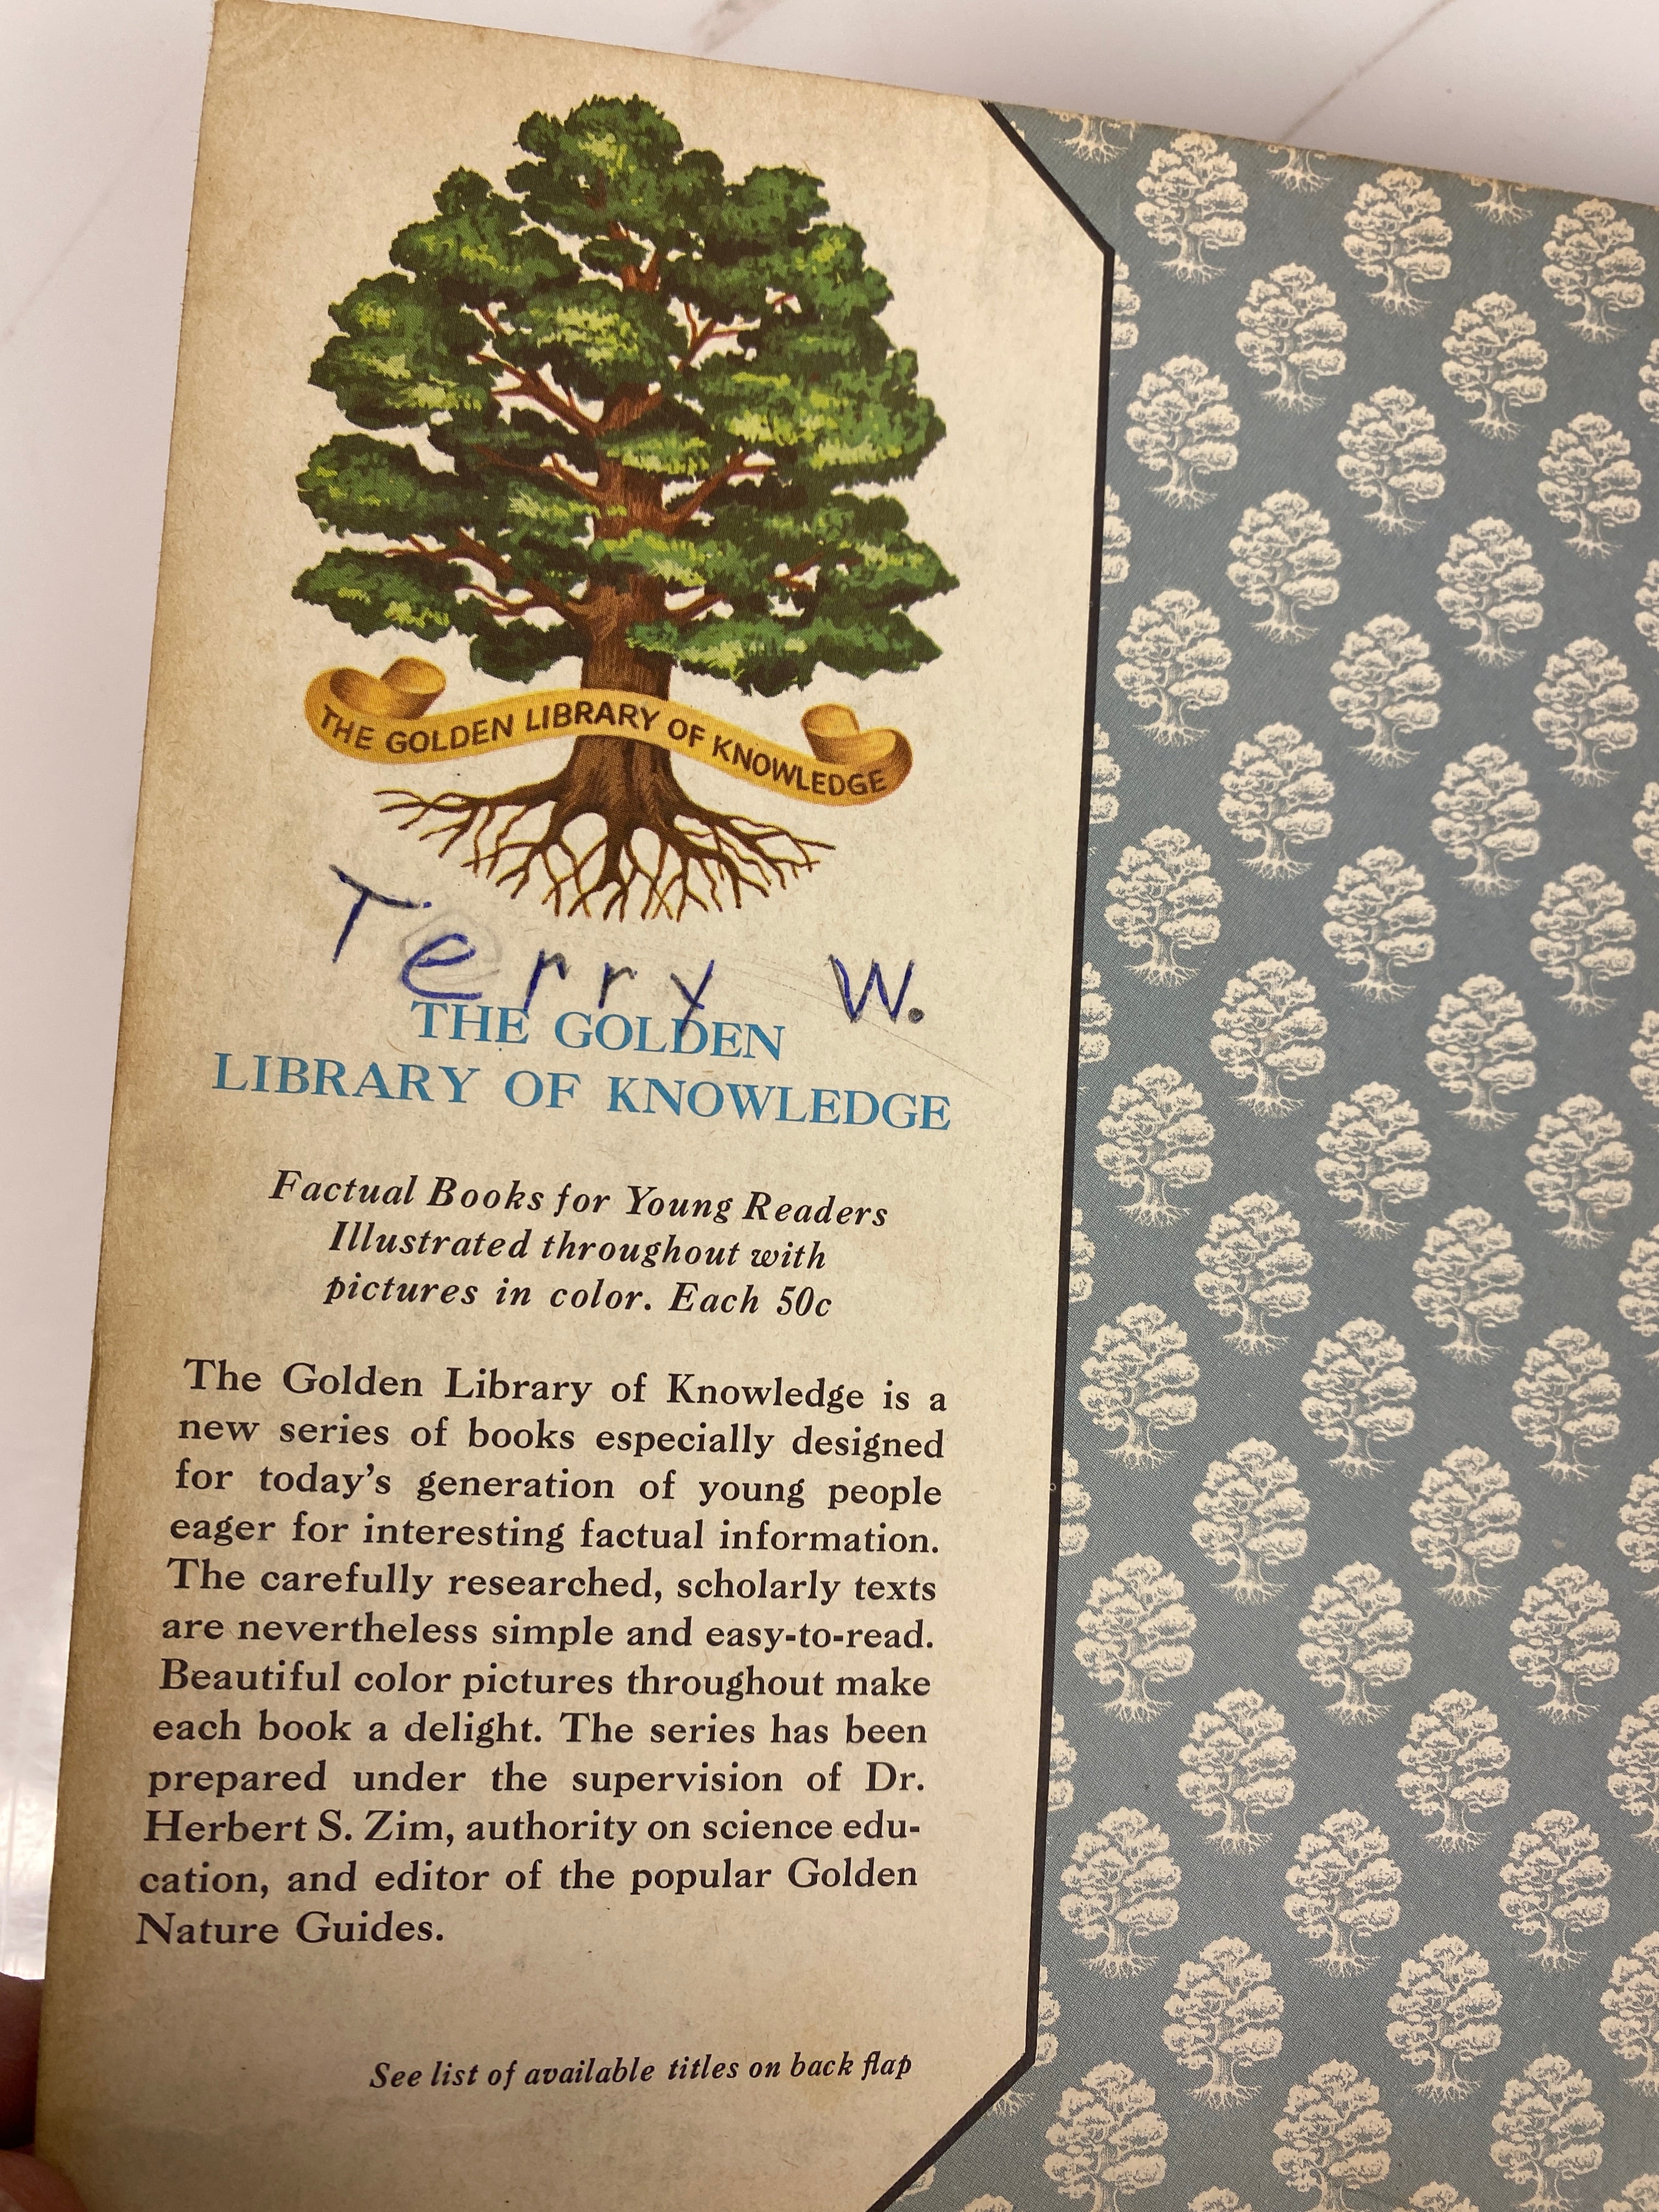 THE GOLDEN LIBRARY OF KNOWLEDGE
Terry W.
THE GOLDEN
LIBRARY OF KNOWLEDGE
Factual Books for Young Readers
Illustrated throughout with
pictures in color. Each 50c
The Golden Library of Knowledge is a
new series of books especially designed
for today's generation of young people
eager for interesting factual information.
The carefully researched, scholarly texts
are nevertheless simple and easy-to-read.
Beautiful color pictures throughout make
each book a delight. The series has been
prepared under the supervision of Dr.
Herbert S. Zim, authority on science edu-
cation, and editor of the popular Golden
Nature Guides.
See list of available titles on back flap